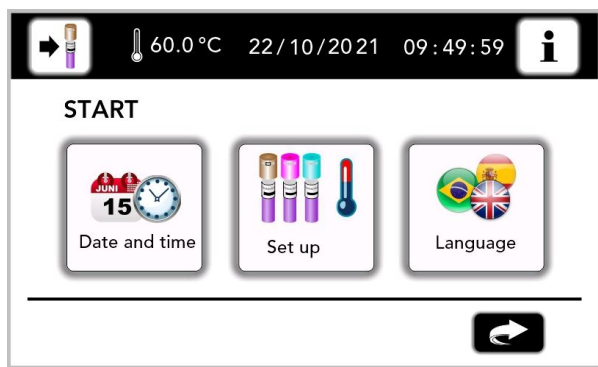 60.0 °C 22/10/2021 09:49:59 i
START
JUNI
15
Date and time
Set up
Language